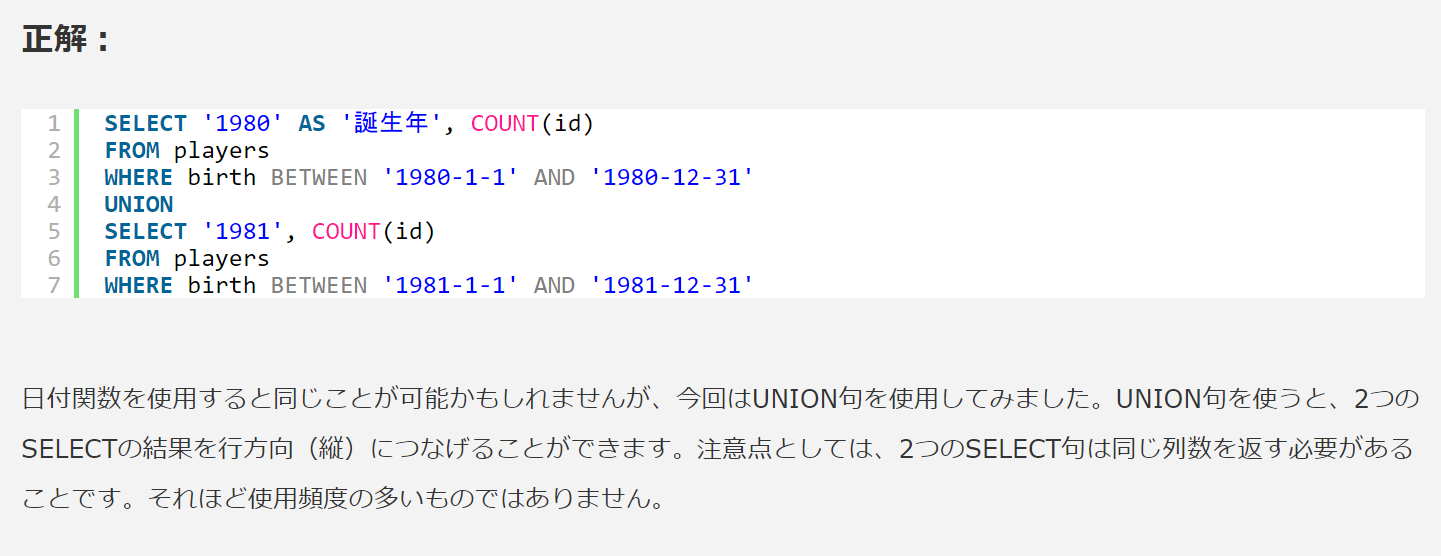 正解：
1 SELECT '1980' AS '誕生年', COUNT(id)
2 FROM players
3 WHERE birth BETWEEN '1980-1-1' AND '1980-12-31'
4 UNION
5 SELECT '1981', COUNT(id)
6 FROM players
7 WHERE birth BETWEEN '1981-1-1' AND '1981-12-31'
日付関数を使用すると同じことが可能かもしれませんが、今回はUNION句を使用してみました。UNION句を使うと、2つの
SELECTの結果を行方向（縦）につなげることができます。注意点としては、2つのSELECT句は同じ列数を返す必要がある
ことです。それほど使用頻度の多いものではありません。